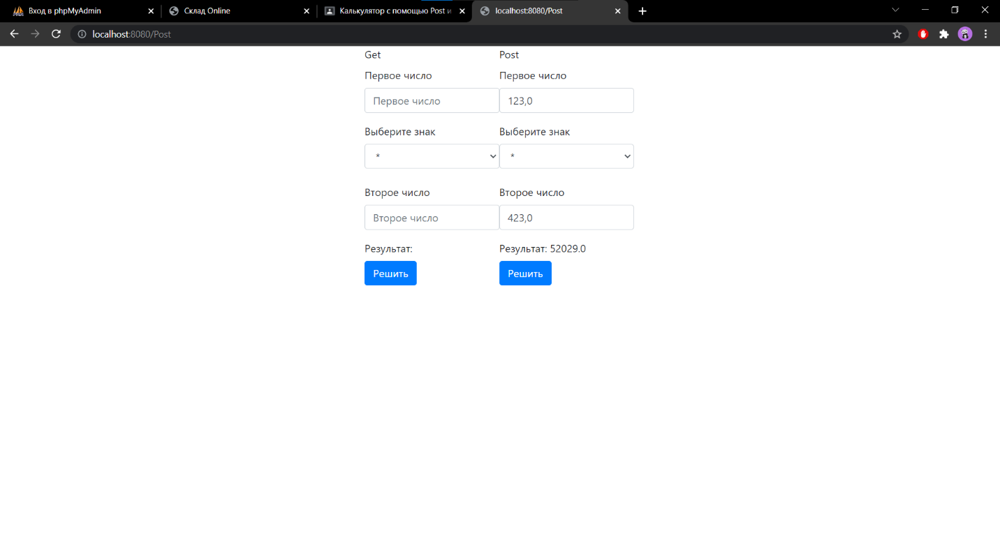 Вход в phpMyAdmin
Склад Online
Калькулятор с помощью Post и
localhost:8080/Post
localhost:8080/Post
Get Post
Первое число Первое число
Первое число 123,0
Выберите знак Выберите знак
* *
Второе число Второе число
Второе число 423,0
Результат: Результат: 52029.0
Решить Решить